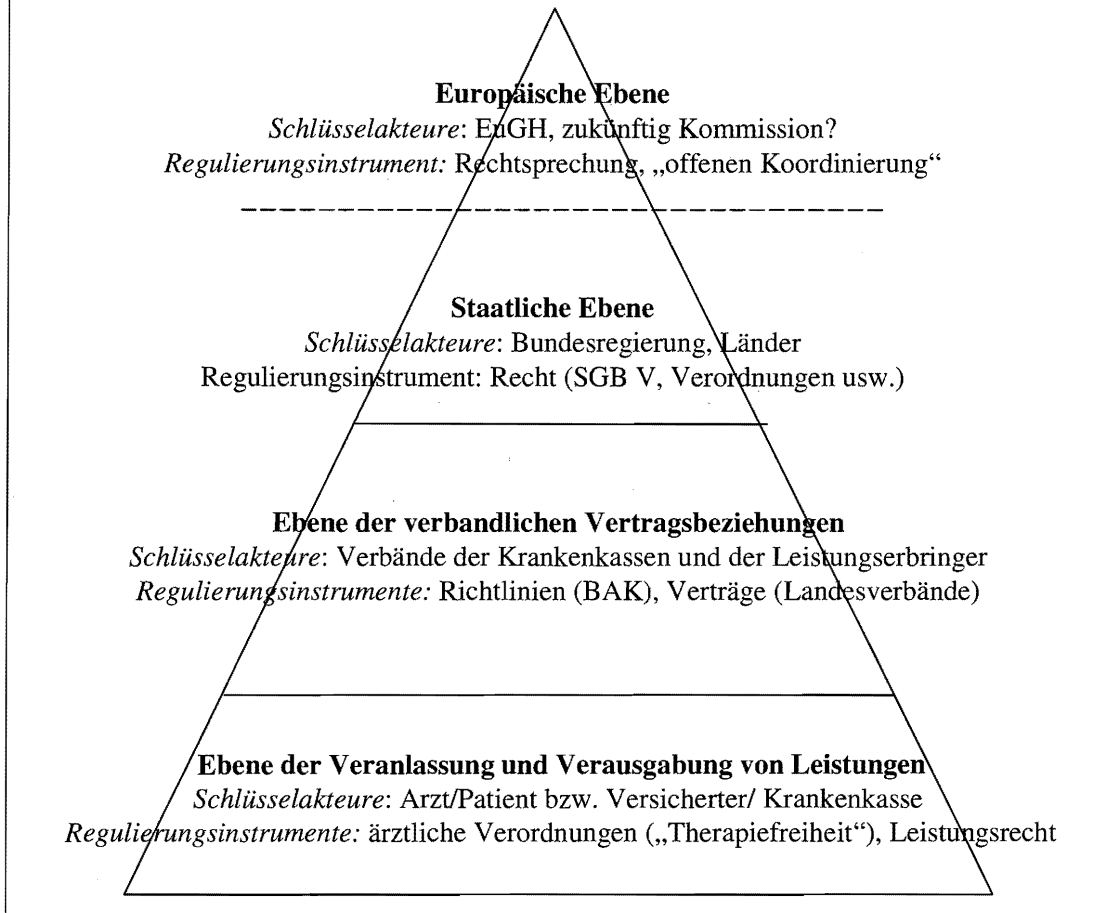 Europäische Ebene
Schlüsselakteure: EuGH, zukünftig Kommission?
Regulierungsinstrument: Rechtsprechung, „offenen Koordinierung“
Staatliche Ebene
Schlüsselakteure: Bundesregierung, Länder
Regulierungsinstrument: Recht (SGB V, Verordnungen usw.)
Ebene der verbandlichen Vertragsbeziehungen
Schlüsselakteure: Verbände der Krankenkassen und der Leistungserbringer
Regulierungsinstrumente: Richtlinien (BAK), Verträge (Landesverbände)
Ebene der Veranlassung und Verausgabung von Leistungen
Schlüsselakteure: Arzt/Patient bzw. Versicherter/ Krankenkasse
Regulierungsinstrumente: ärztliche Verordnungen („Therapiefreiheit“), Leistungsrecht